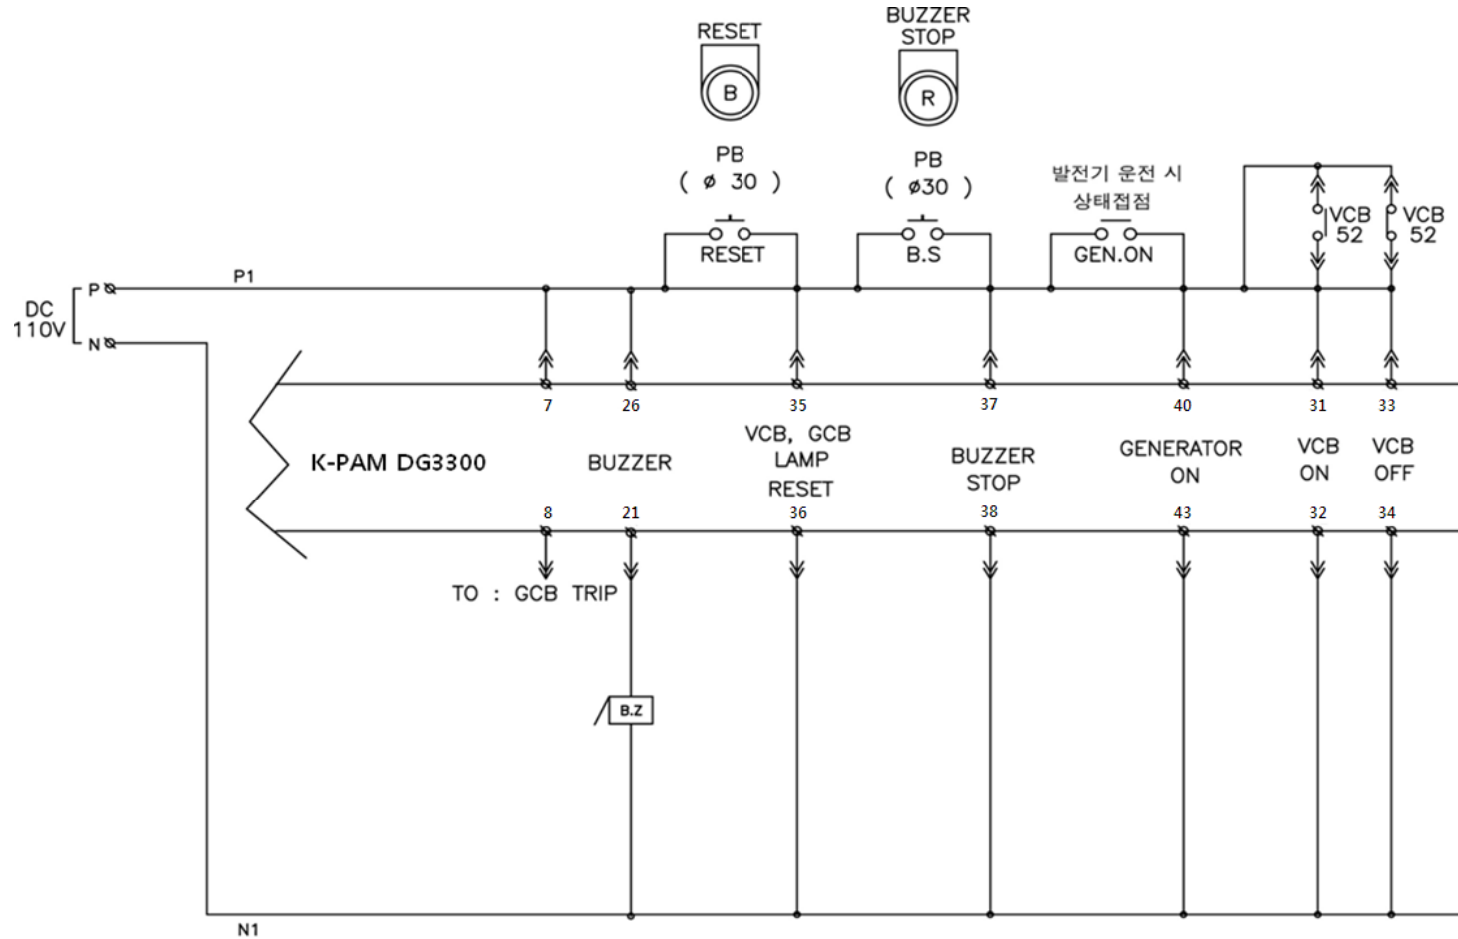 RESET
BUZZER
STOP
B
R
PB
( ø 30 )
PB
( ø30 )
발전기 운전 시
상태접점
RESET
B.S
GEN.ON
VCB
52
VCB
52
P1
DC
110V
P
N
7
26
35
37
40
31
33
K-PAM DG3300
BUZZER
VCB, GCB
LAMP
RESET
BUZZER
STOP
GENERATOR
ON
VCB
ON
VCB
OFF
8
21
36
38
43
32
34
TO : GCB TRIP
B.Z
N1